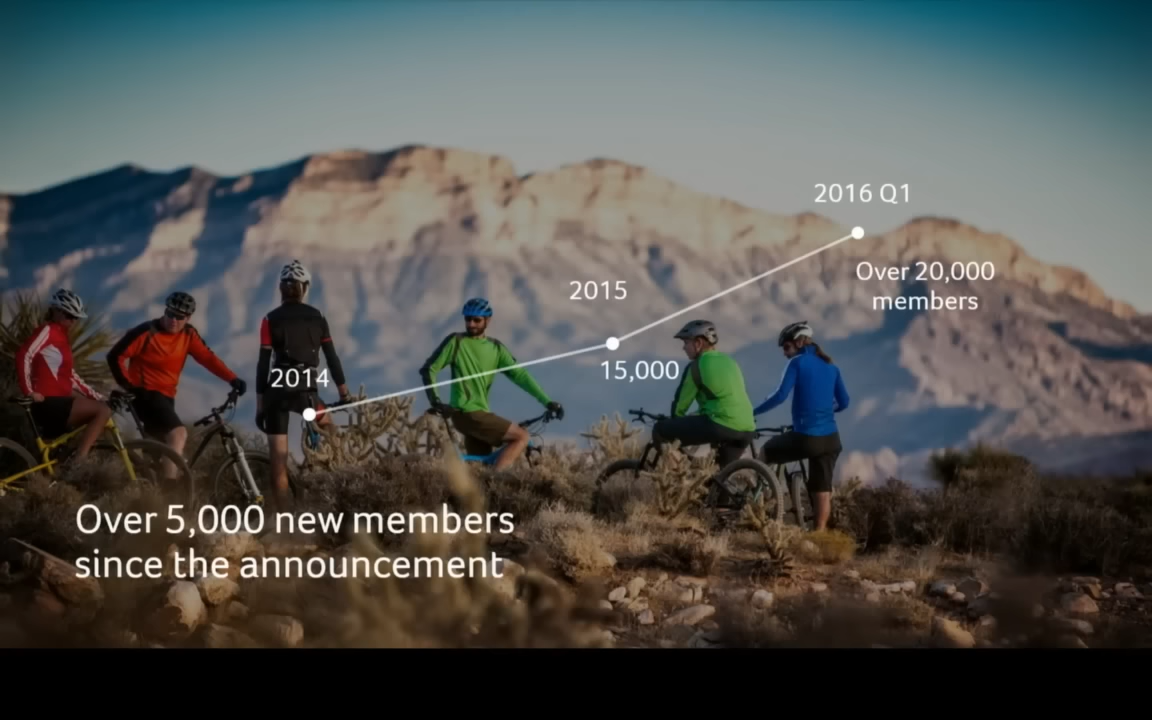 2016 Q1
Over 20,000
members
2015
15,000
2014
Over 5,000 new members
since the announcement